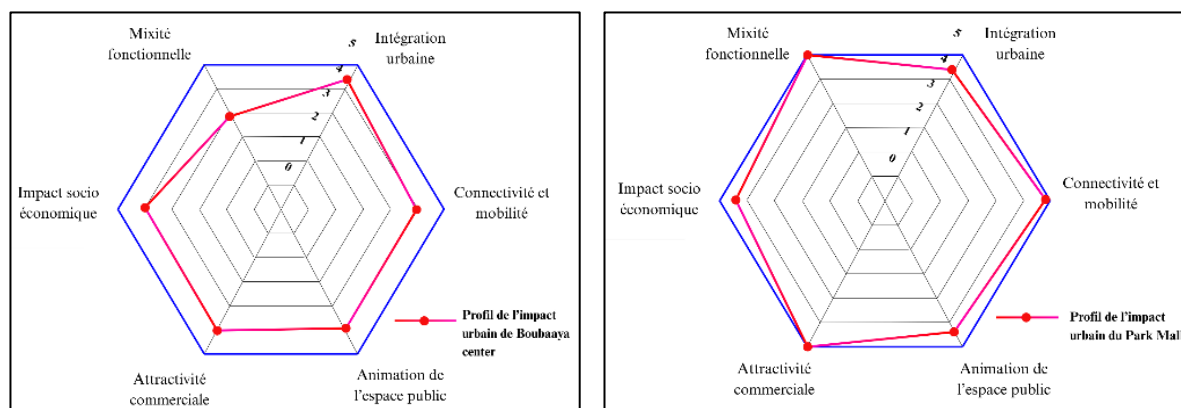 Mixité
fonctionnelle
5
Intégration
urbaine
4
3
2
1
0
Impact socio
économique
Connectivité et
mobilité
Profil de l'impact
urbain de Boubaaya
center
Attractivité
commerciale
Animation de
l'espace public
Mixité
fonctionnelle
5
Intégration
urbaine
4
3
2
1
0
Impact socio
économique
Connectivité et
mobilité
Profil de l'impact
urbain du Park Mall
Attractivité
commerciale
Animation de
l'espace public